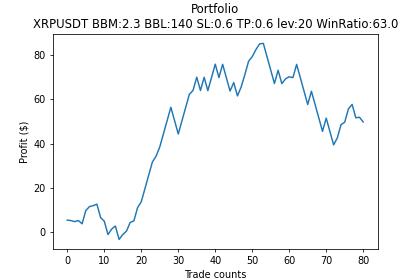 Portfolio
XRPUSDT BBM:2.3 BBL:140 SL:0.6 TP:0.6 lev:20 WinRatio:63.0
80
60
40
20
0
Profit ($)
0 10 20 30 40 50 60 70 80
Trade counts